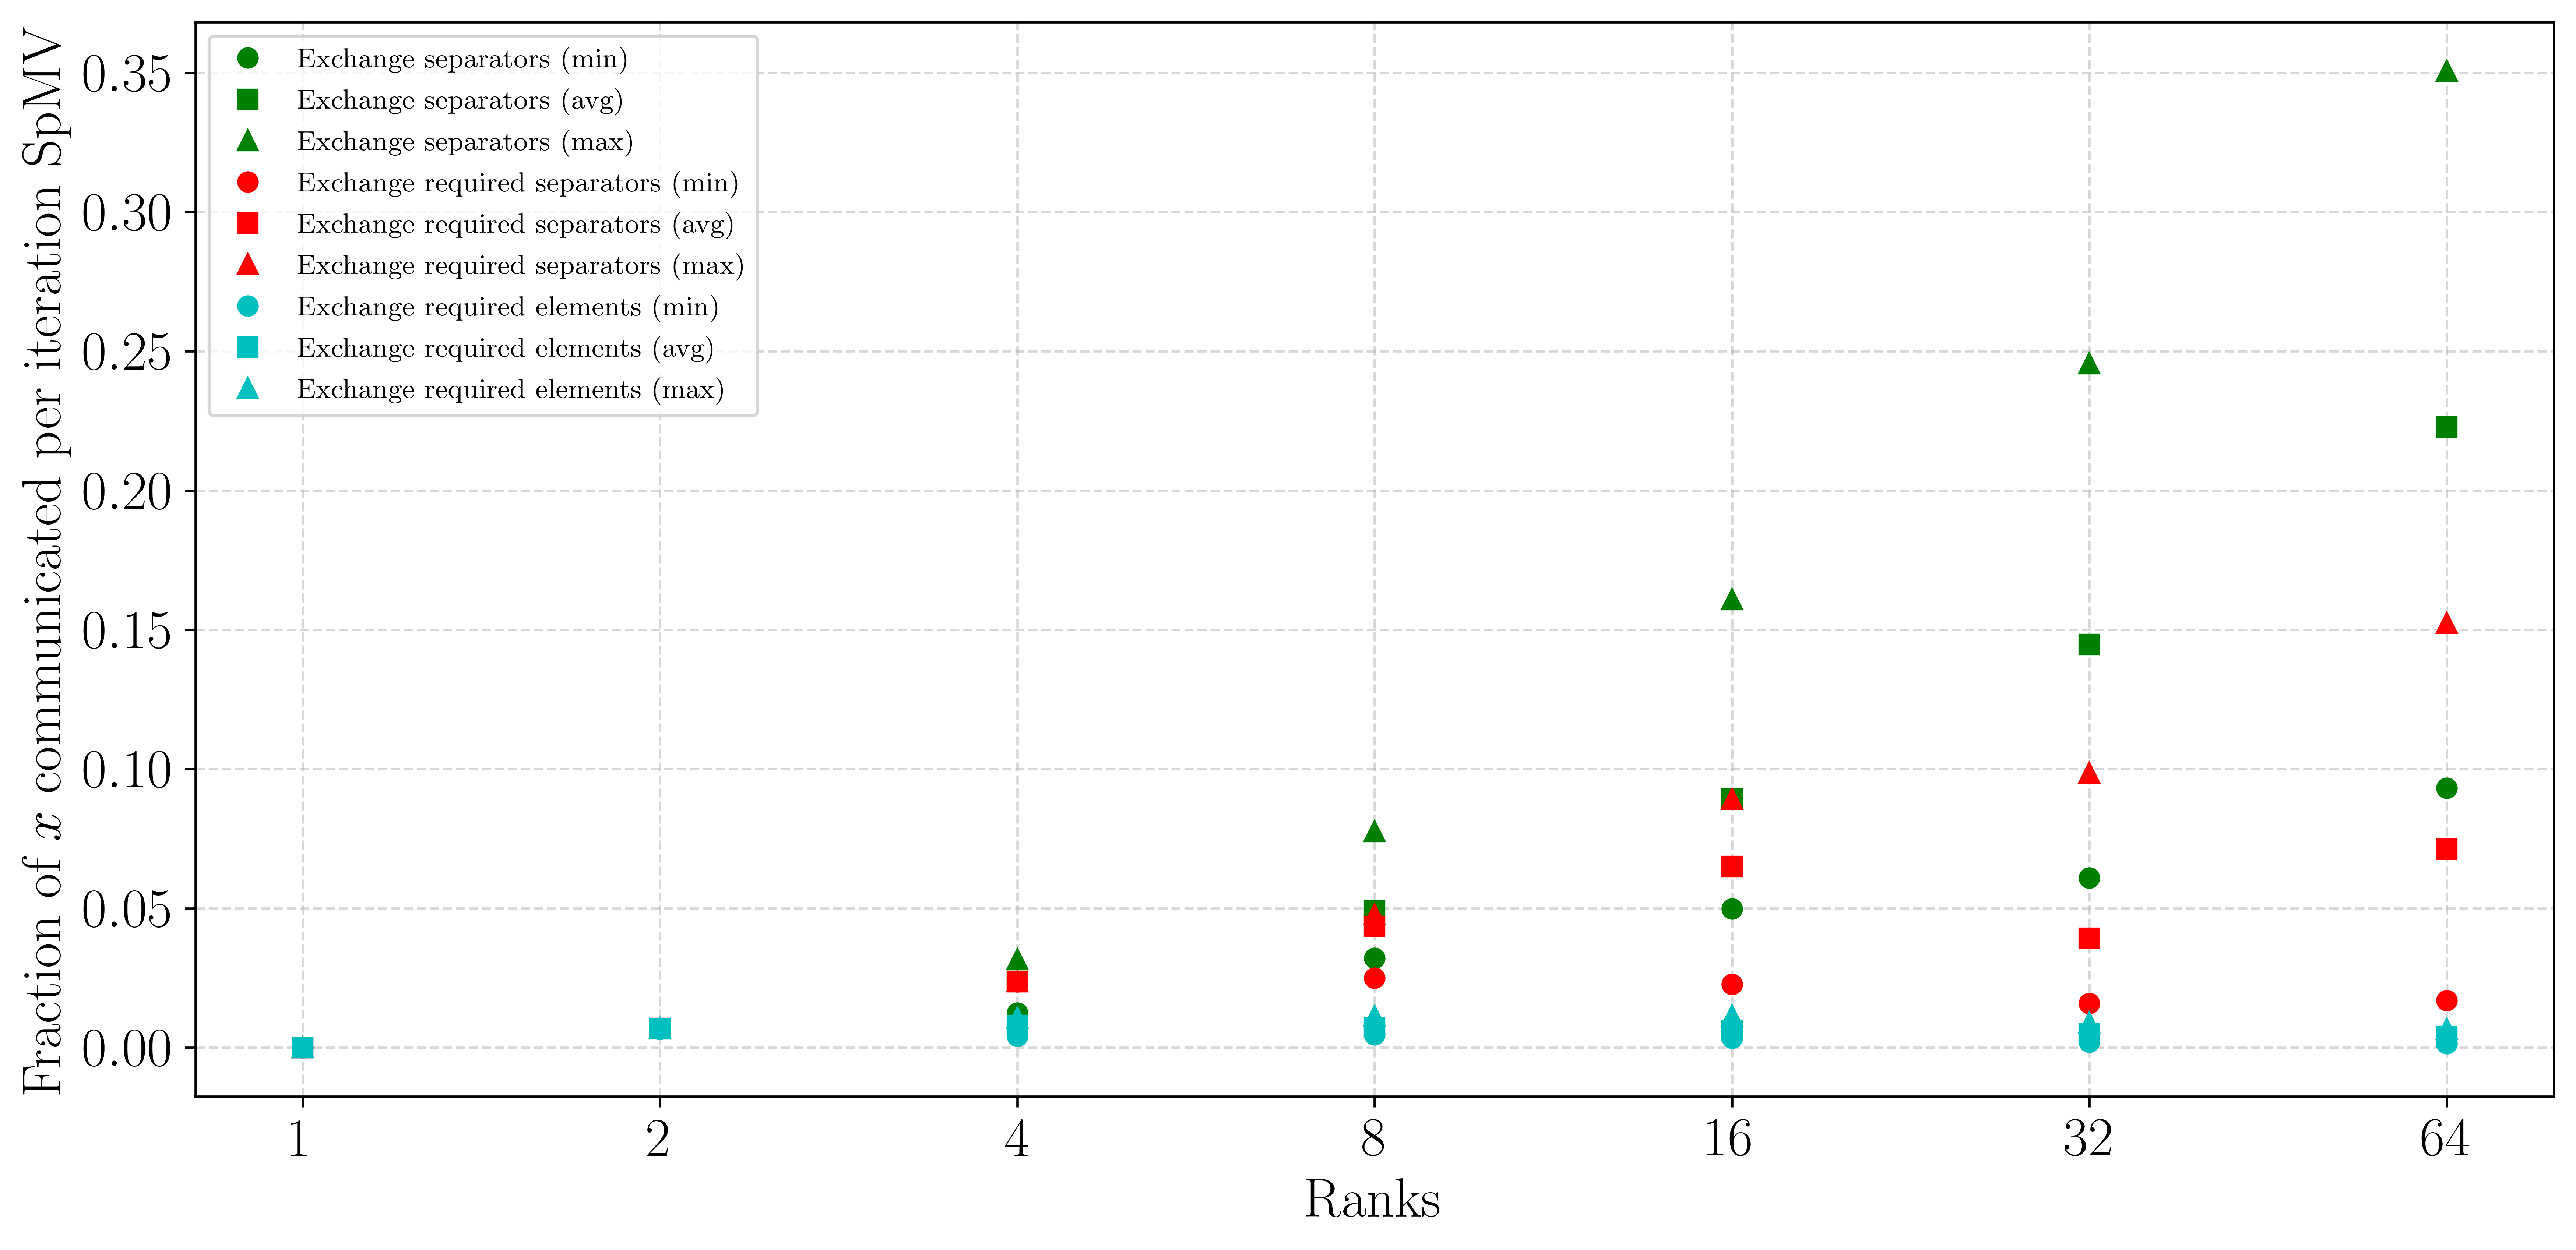 Fraction of x communicated per iteration SpMV
0.35
0.30
0.25
0.20
0.15
0.10
0.05
0.00
Exchange separators (min)
Exchange separators (avg)
Exchange separators (max)
Exchange required separators (min)
Exchange required separators (avg)
Exchange required separators (max)
Exchange required elements (min)
Exchange required elements (avg)
Exchange required elements (max)
1 2 4 8 16 32 64
Ranks